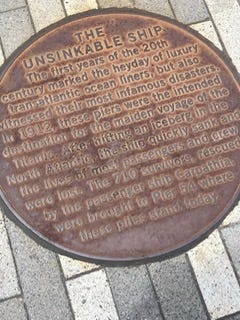 THE
UNSINKABLE SHIP
The first years of the 20th
century marked the heyday of luxury
transatlantic ocean liners, but also
witnessed their most infamous disasters.
In 1912, these piers were the intended
destination for the maiden voyage of the
Titanic. After hitting an iceberg in the
North Atlantic, the ship quickly sank and
the lives of most passengers and crew
were lost. The 710 survivors, rescued
by the passenger ship Carpathia,
were brought to Pier 54 where
these piles stand today.